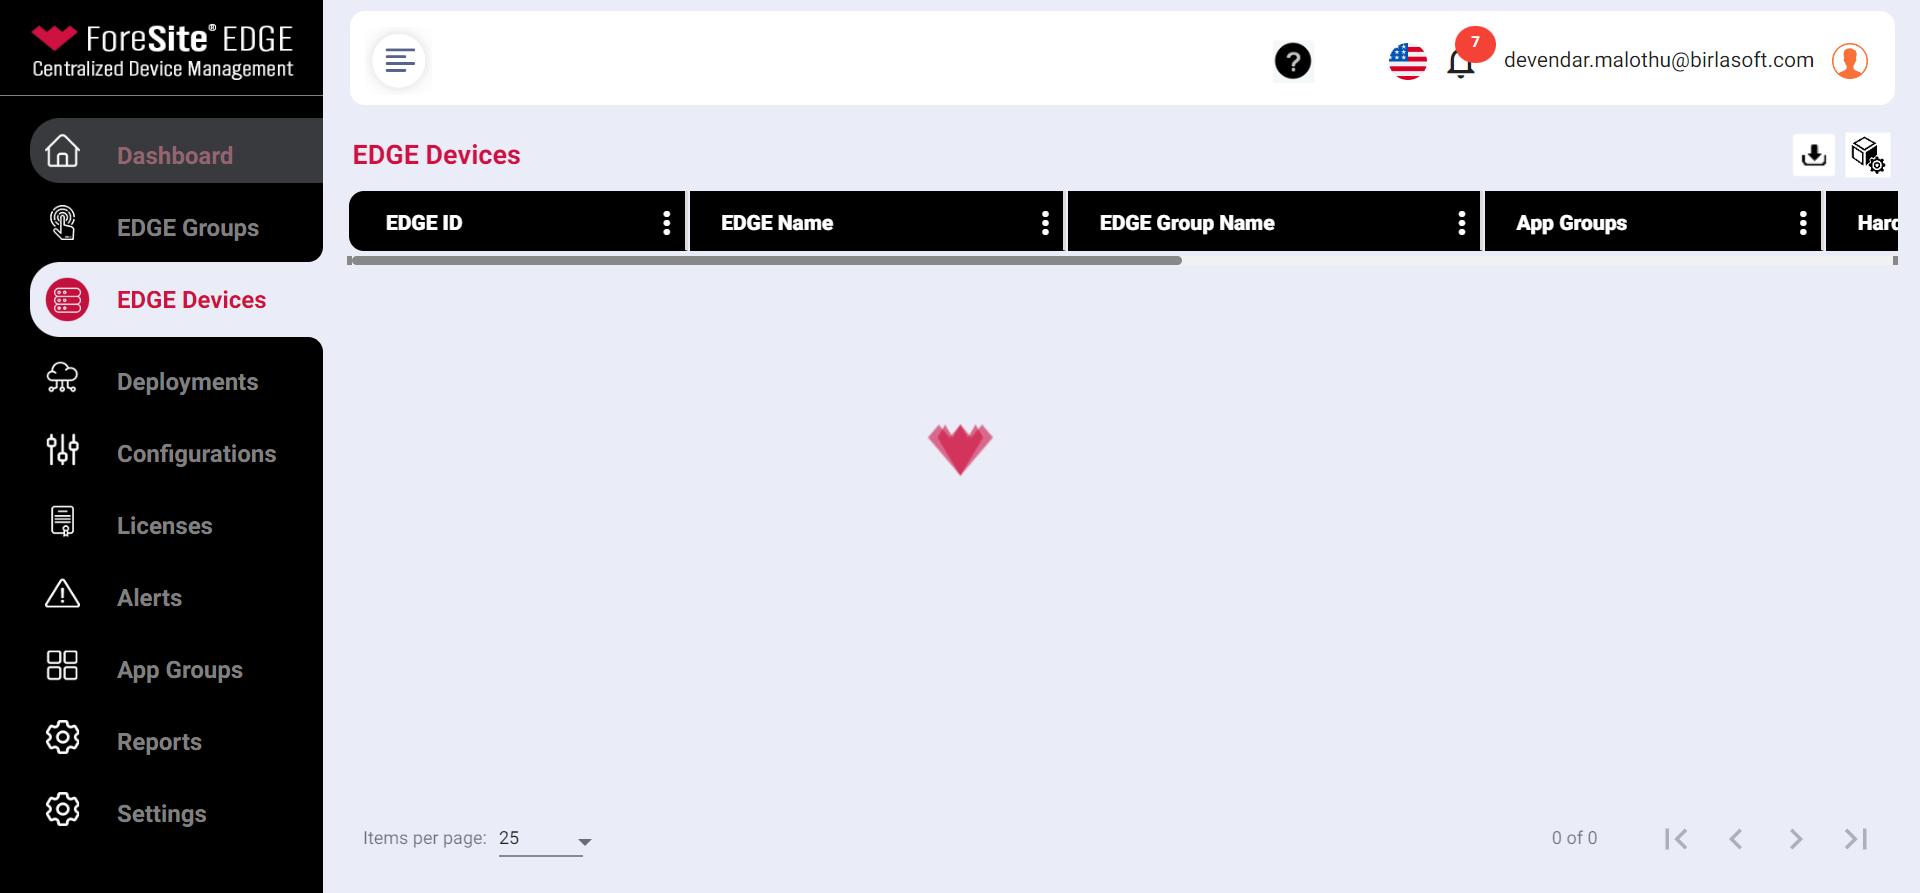 ForeSite® EDGE
Centralized Device Management
Dashboard
EDGE Groups
EDGE Devices
Deployments
Configurations
Licenses
Alerts
App Groups
Reports
Settings
?
7
devendar.malothu@birlasoft.com
EDGE Devices
EDGE ID
EDGE Name
EDGE Group Name
App Groups
Hard
Items per page: 25
0 of 0